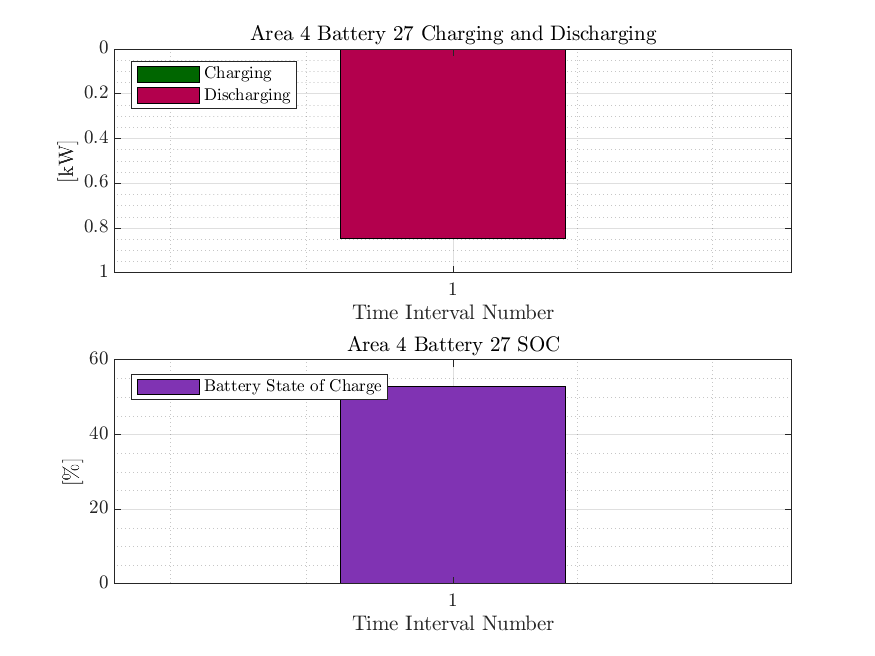 Area 4 Battery 27 Charging and Discharging
0
0.2
0.4
0.6
0.8
1
[kW]
Charging
Discharging
1
Time Interval Number
Area 4 Battery 27 SOC
60
40
20
0
[%]
Battery State of Charge
1
Time Interval Number